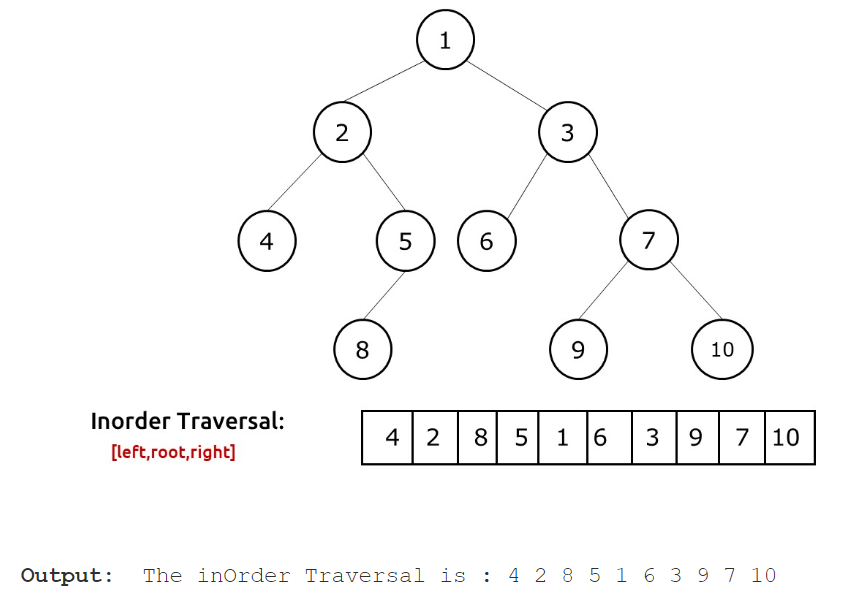 1
2 3
4 5 6 7
8 9 10
Inorder Traversal:
[left,root,right]
4 2 8 5 1 6 3 9 7 10
Output: The inOrder Traversal is : 4 2 8 5 1 6 3 9 7 10